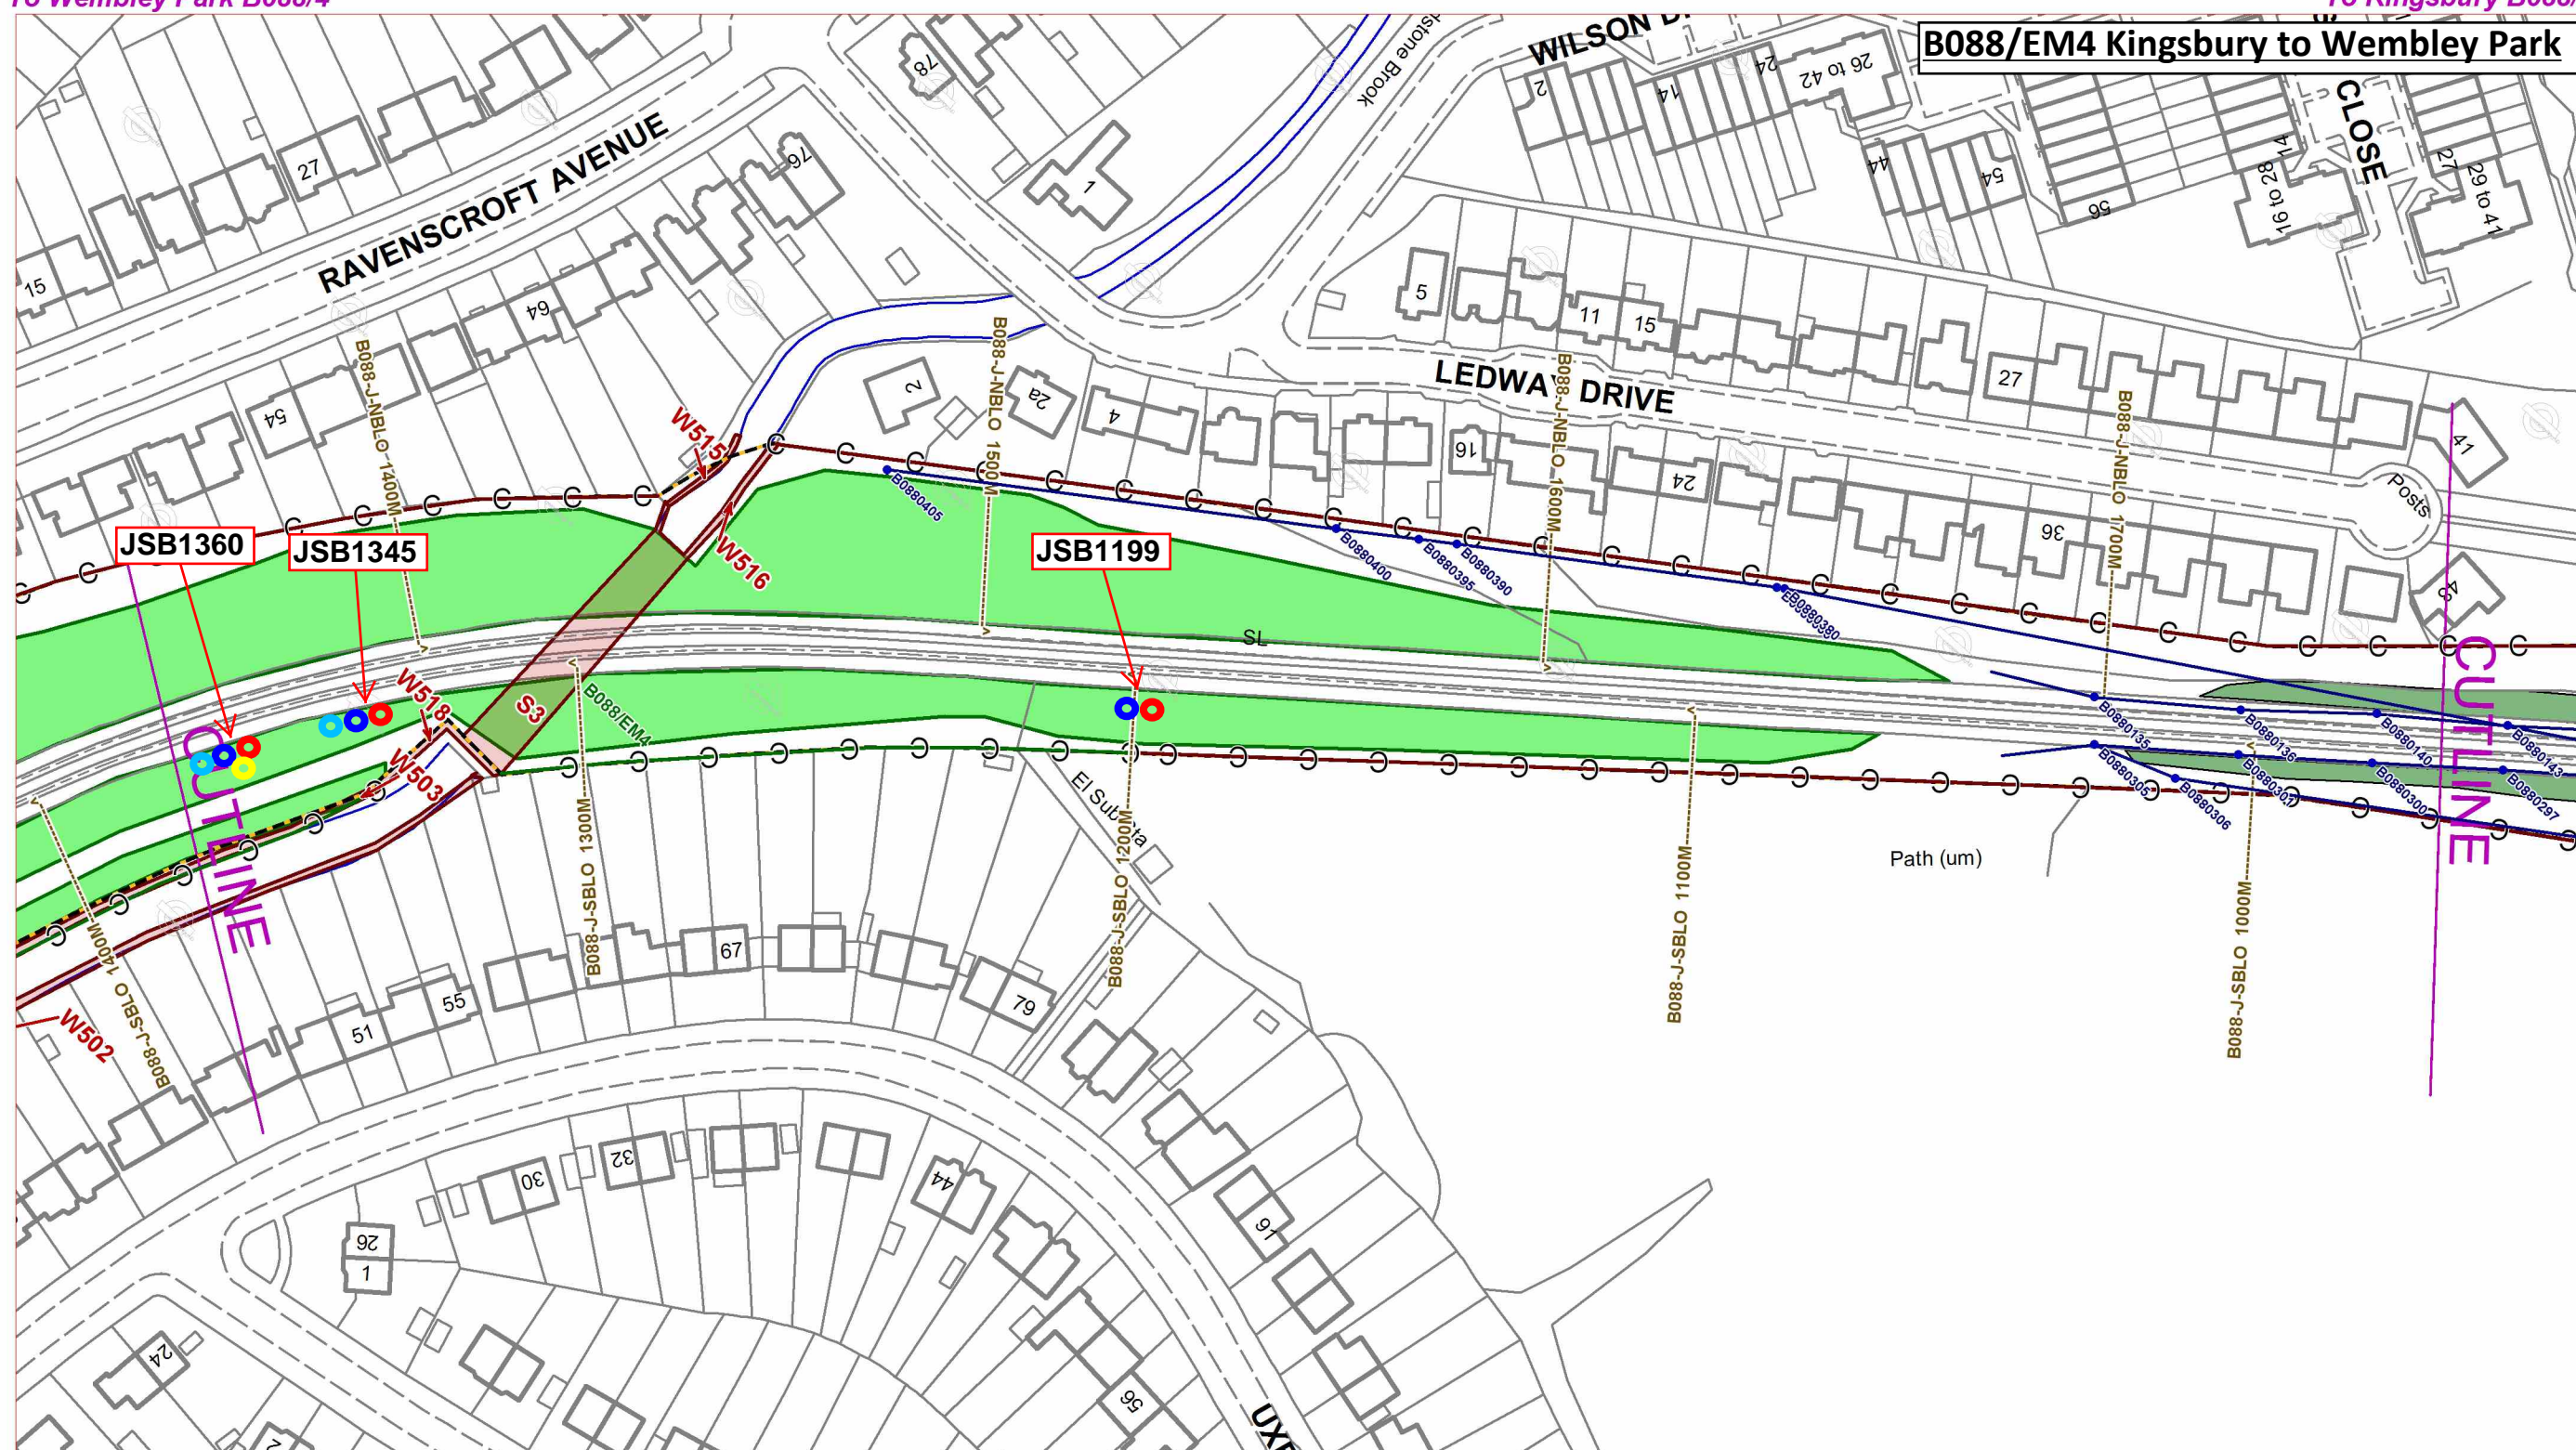 To Wembley Park B088/4
B088/EM4 Kingsbury to Wembley Park
WILSON
CLOSE
RAVENSCROFT AVENUE
LEDWAY DRIVE
78
76
1
2
14
24
26 to 42
44
54
56
14
16 to 28
27
29 to 41
27
15
64
54
5
11
15
27
41
2
2a
4
16
24
36
48
Posts
B088-J-NBLO 1400M
B088-J-NBLO 1500M
B088-J-NBLO 1600M
B088-J-NBLO 1700M
W515
W516
B0880405
B0880400
B0880395
B0880390
B0880380
JSB1360
JSB1345
JSB1199
SL
W518
W503
S3
B088/EM4
B0880135
B0880136
B0880140
B0880143
B0880305
B0880306
B0880301
B0880300
B0880297
CUTLINE
CUTLINE
El Sub Sta
Path (um)
B088-J-SBLO 1400M
B088-J-SBLO 1300M
B088-J-SBLO 1200M
B088-J-SBLO 1100M
B088-J-SBLO 1000M
W502
51
55
67
79
26
1
30
32
44
91
24
56